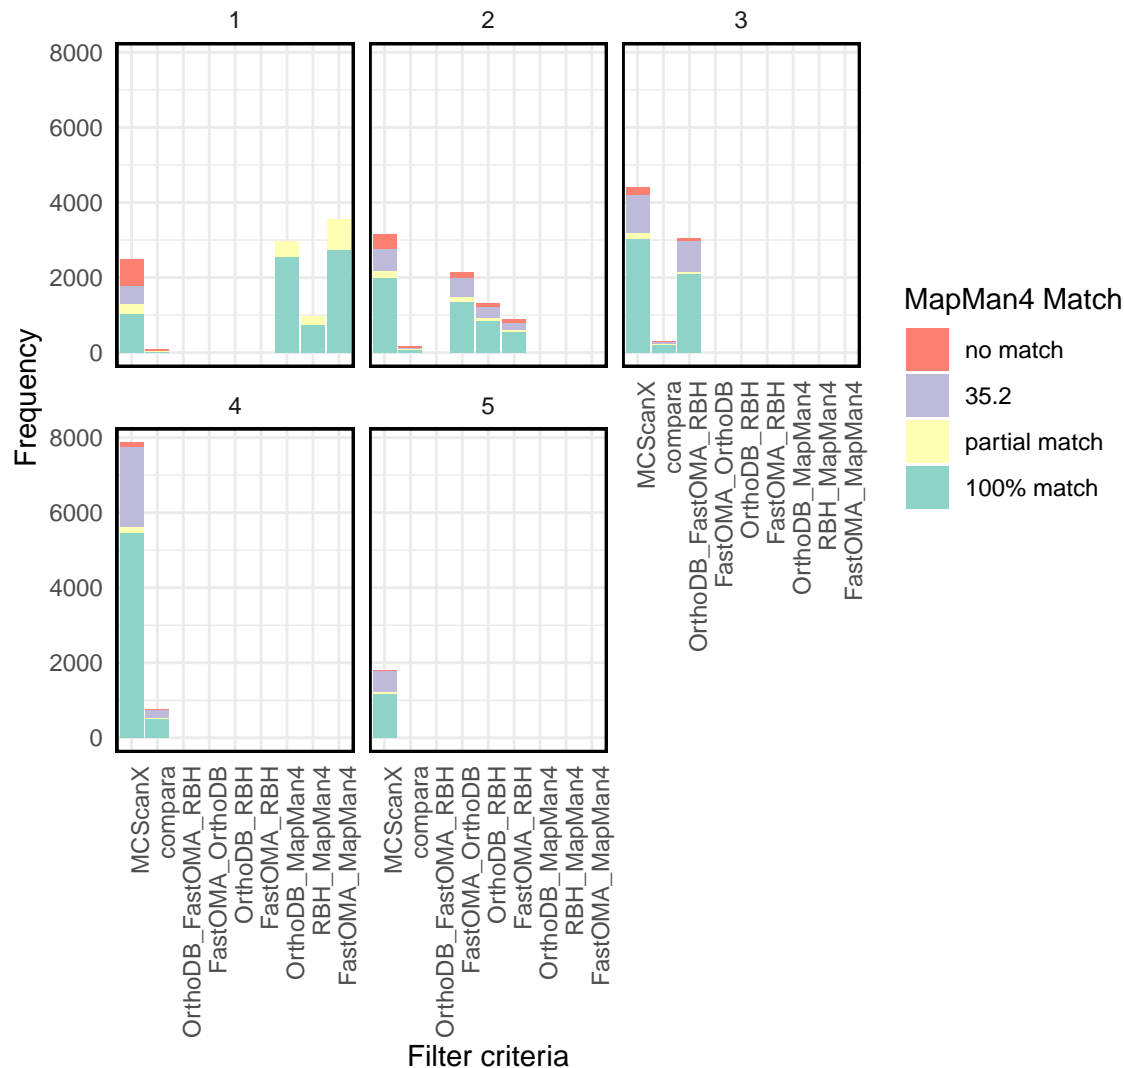 1
2
3
8000
6000
4000
2000
0
MCScanX
compara
OrthoDB_FastOMA_RBH
FastOMA_OrthoDB
OrthoDB_RBH
FastOMA_RBH
OrthoDB_MapMan4
RBH_MapMan4
FastOMA_MapMan4
MapMan4 Match
no match
35.2
partial match
100% match
Frequency
4
5
8000
6000
4000
2000
0
MCScanX
compara
OrthoDB_FastOMA_RBH
FastOMA_OrthoDB
OrthoDB_RBH
FastOMA_RBH
OrthoDB_MapMan4
RBH_MapMan4
FastOMA_MapMan4
MCScanX
compara
OrthoDB_FastOMA_RBH
FastOMA_OrthoDB
OrthoDB_RBH
FastOMA_RBH
OrthoDB_MapMan4
RBH_MapMan4
FastOMA_MapMan4
Filter criteria